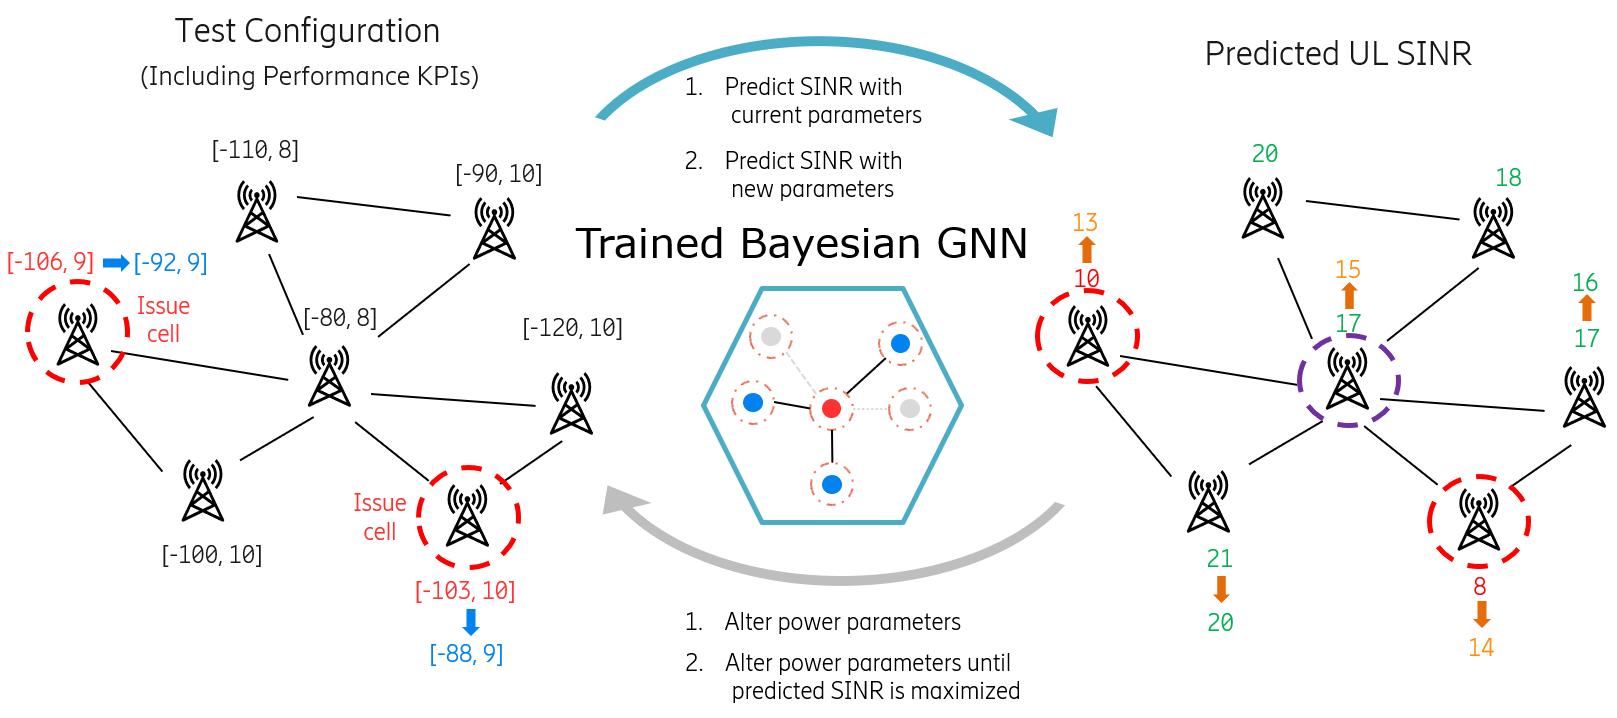 Test Configuration
(Including Performance KPIs)
[-110, 8]
[-90, 10]
[-106, 9]
[-92, 9]
Issue
cell
[-80, 8]
[-120, 10]
Issue
cell
[-100, 10]
[-103, 10]
[-88, 9]
1. Predict SINR with
current parameters
2. Predict SINR with
new parameters
Trained Bayesian GNN
1. Alter power parameters
2. Alter power parameters until
predicted SINR is maximized
Predicted UL SINR
20
18
13
10
15
17
16
17
21
20
8
14